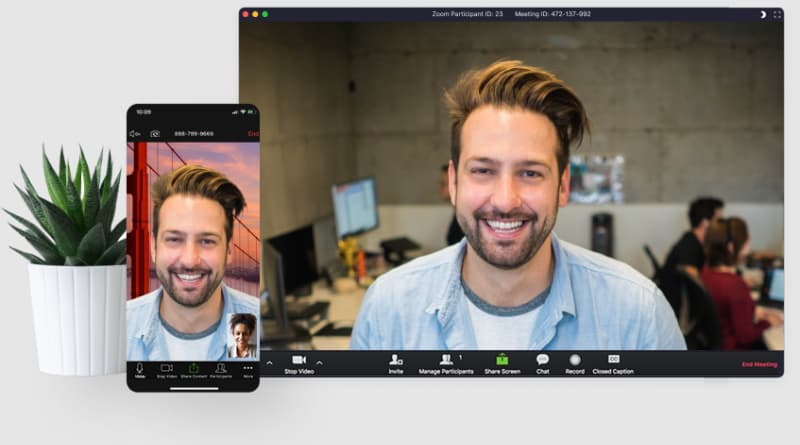 Zoom Participant ID: 23 Meeting ID: 472-137-992
10:09
888-799-9666 End
Stop Video Invite Manage Participants 1 Share Screen Chat Record Closed Caption End Meeting
Stop Video Share Content Participants More